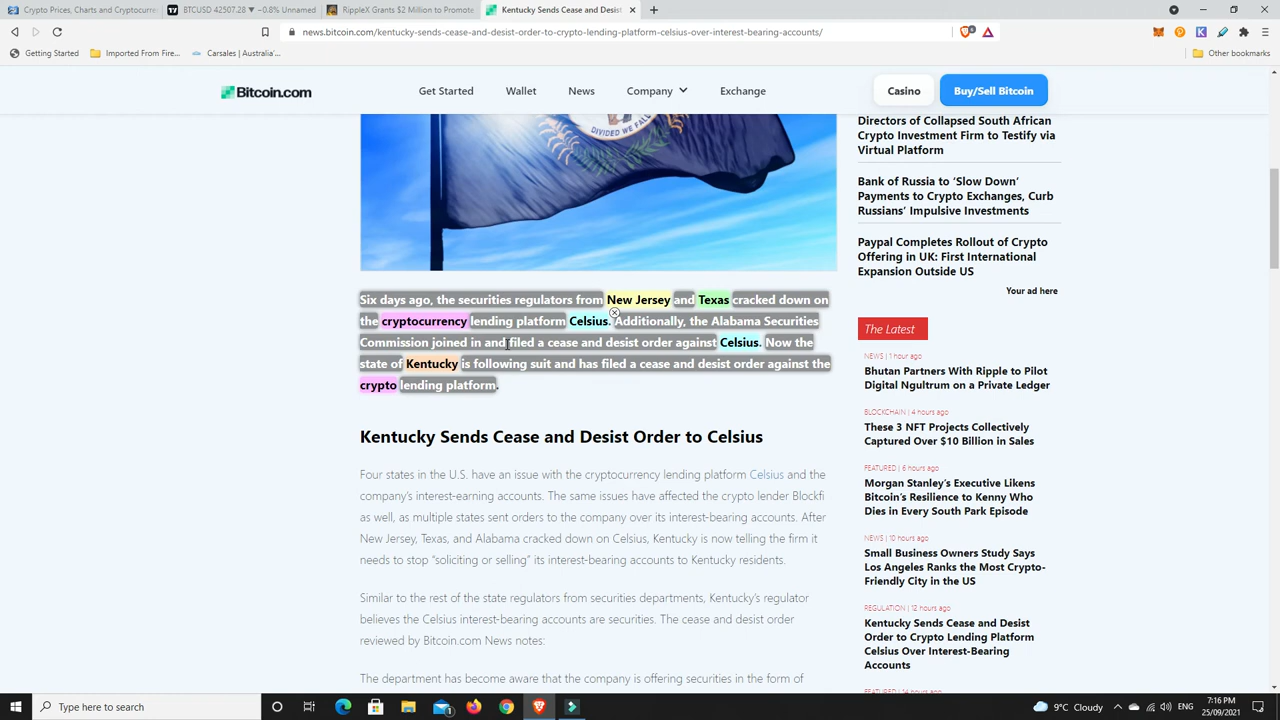 Crypto Prices, Charts and Cryptocurr
BTCUSD 42507.28 ▼ −0.8% Unnamed
RippleX Grants $2 Million to Promote
Kentucky Sends Cease and Desist
news.bitcoin.com/kentucky-sends-cease-and-desist-order-to-crypto-lending-platform-celsius-over-interest-bearing-accounts/
Getting Started
Imported From Fire...
Carsales | Australia'...
Other bookmarks
Bitcoin.com
Get Started
Wallet
News
Company
Exchange
Casino
Buy/Sell Bitcoin
DIVIDED WE FALL
Six days ago, the securities regulators from New Jersey and Texas cracked down on
the cryptocurrency lending platform Celsius. Additionally, the Alabama Securities
Commission joined in and filed a cease and desist order against Celsius. Now the
state of Kentucky is following suit and has filed a cease and desist order against the
crypto lending platform.
Kentucky Sends Cease and Desist Order to Celsius
Four states in the U.S. have an issue with the cryptocurrency lending platform Celsius and the
company's interest-earning accounts. The same issues have affected the crypto lender Blockfi
as well, as multiple states sent orders to the company over its interest-bearing accounts. After
New Jersey, Texas, and Alabama cracked down on Celsius, Kentucky is now telling the firm it
needs to stop “soliciting or selling” its interest-bearing accounts to Kentucky residents.
Similar to the rest of the state regulators from securities departments, Kentucky's regulator
believes the Celsius interest-bearing accounts are securities. The cease and desist order
reviewed by Bitcoin.com News notes:
The department has become aware that the company is offering securities in the form of
Directors of Collapsed South African
Crypto Investment Firm to Testify via
Virtual Platform
Bank of Russia to ‘Slow Down’
Payments to Crypto Exchanges, Curb
Russians’ Impulsive Investments
Paypal Completes Rollout of Crypto
Offering in UK: First International
Expansion Outside US
Your ad here
The Latest
NEWS | 1 hour ago
Bhutan Partners With Ripple to Pilot
Digital Ngultrum on a Private Ledger
BLOCKCHAIN | 4 hours ago
These 3 NFT Projects Collectively
Captured Over $10 Billion in Sales
FEATURED | 6 hours ago
Morgan Stanley's Executive Likens
Bitcoin's Resilience to Kenny Who
Dies in Every South Park Episode
NEWS | 10 hours ago
Small Business Owners Study Says
Los Angeles Ranks the Most Crypto-
Friendly City in the US
REGULATION | 12 hours ago
Kentucky Sends Cease and Desist
Order to Crypto Lending Platform
Celsius Over Interest-Bearing
Accounts
FEATURED | 14 hours ago
Type here to search
9°C Cloudy
ENG
7:16 PM
25/09/2021